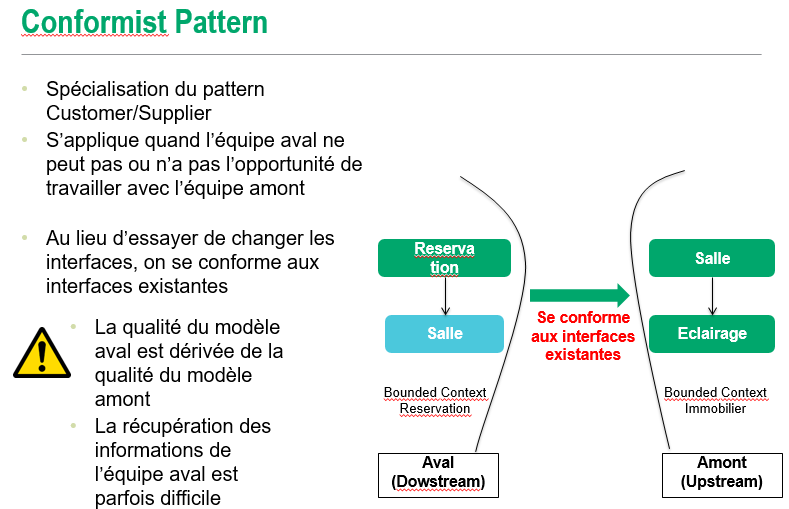 Conformist Pattern
Spécialisation du pattern
Customer/Supplier
S’applique quand l’équipe aval ne
peut pas ou n’a pas l’opportunité de
travailler avec l’équipe amont
Au lieu d’essayer de changer les
interfaces, on se conforme aux
interfaces existantes
La qualité du modèle
aval est dérivée de la
qualité du modèle
amont
La récupération des
informations de
l’équipe aval est
parfois difficile
Reserva
tion
Salle
Bounded Context
Reservation
Aval
(Dowstream)
Se conforme
aux interfaces
existantes
Salle
Eclairage
Bounded Context
Immobilier
Amont
(Upstream)